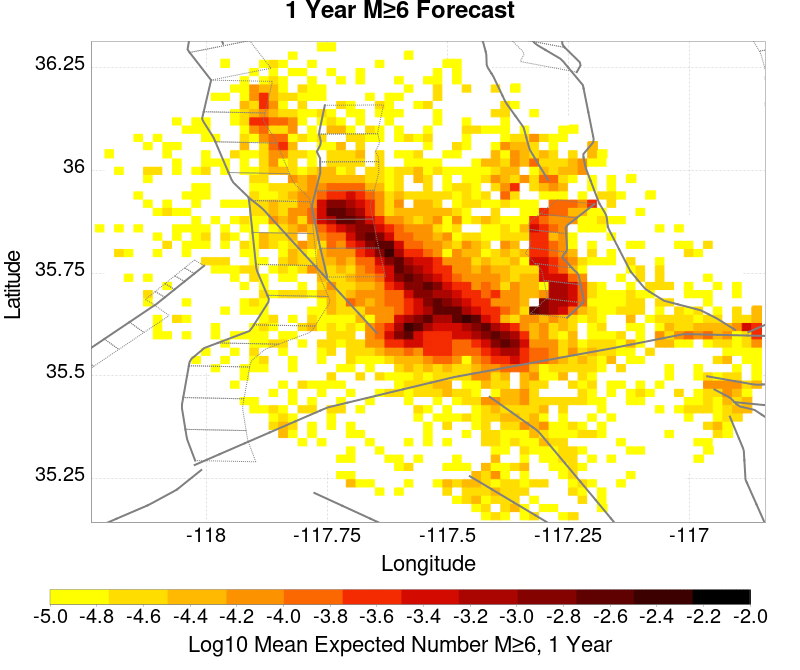 1 Year M≥6 Forecast
36.25
36
35.75
35.5
35.25
Latitude
-118
-117.75
-117.5
-117.25
-117
Longitude
-5.0 -4.8 -4.6 -4.4 -4.2 -4.0 -3.8 -3.6 -3.4 -3.2 -3.0 -2.8 -2.6 -2.4 -2.2 -2.0
Log10 Mean Expected Number M≥6, 1 Year